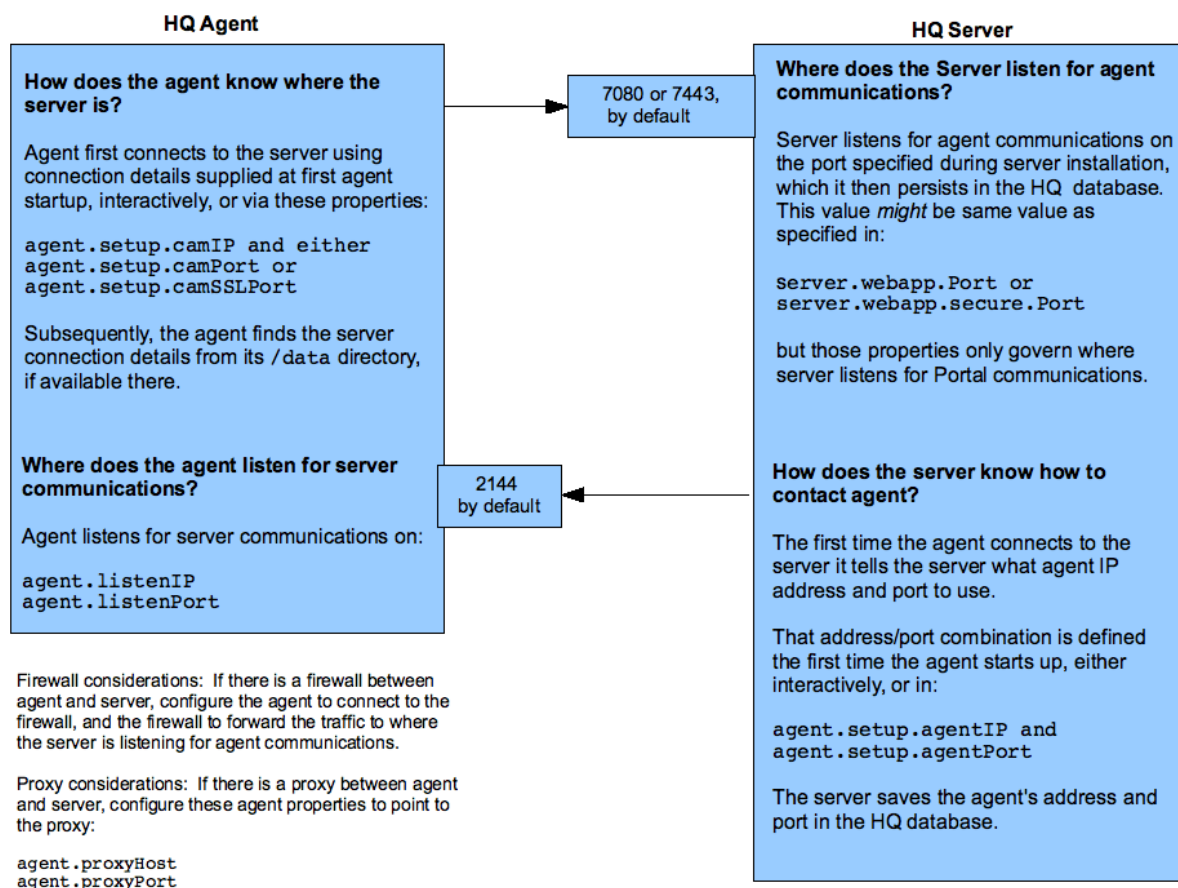 HQ Agent
How does the agent know where the
server is?
Agent first connects to the server using
connection details supplied at first agent
startup, interactively, or via these properties:
agent.setup.camIP and either
agent.setup.camPort or
agent.setup.camSSLPort
Subsequently, the agent finds the server
connection details from its /data directory,
if available there.
Where does the agent listen for server
communications?
Agent listens for server communications on:
agent.listenIP
agent.listenPort
7080 or 7443,
by default
2144
by default
HQ Server
Where does the Server listen for agent
communications?
Server listens for agent communications on
the port specified during server installation,
which it then persists in the HQ database.
This value might be same value as
specified in:
server.webapp.Port or
server.webapp.secure.Port
but those properties only govern where
server listens for Portal communications.
How does the server know how to
contact agent?
The first time the agent connects to the
server it tells the server what agent IP
address and port to use.
That address/port combination is defined
the first time the agent starts up, either
interactively, or in:
agent.setup.agentIP and
agent.setup.agentPort
The server saves the agent's address and
port in the HQ database.
Firewall considerations: If there is a firewall between
agent and server, configure the agent to connect to the
firewall, and the firewall to forward the traffic to where
the server is listening for agent communications.
Proxy considerations: If there is a proxy between agent
and server, configure these agent properties to point to
the proxy:
agent.proxyHost
agent.proxyPort